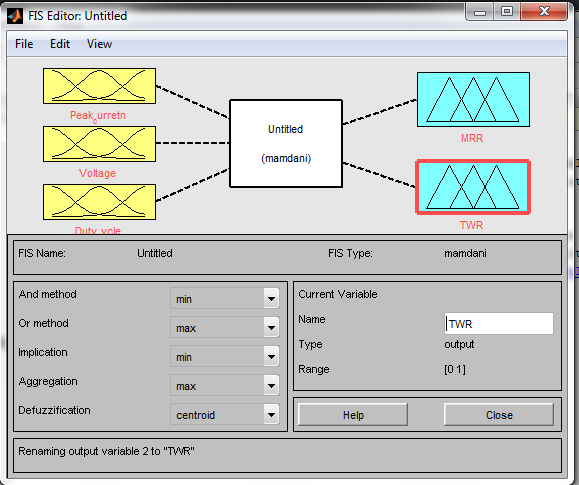 FIS Editor: Untitled
File Edit View
Peak_curretn
Untitled
(mamdani)
MRR
Voltage
TWR
FIS Name: Untitled FIS Type: mamdani
And method min
Or method max
Implication min
Aggregation max
Defuzzification centroid
Current Variable
Name TWR
Type output
Range [0 1]
Help Close
Renaming output variable 2 to "TWR"